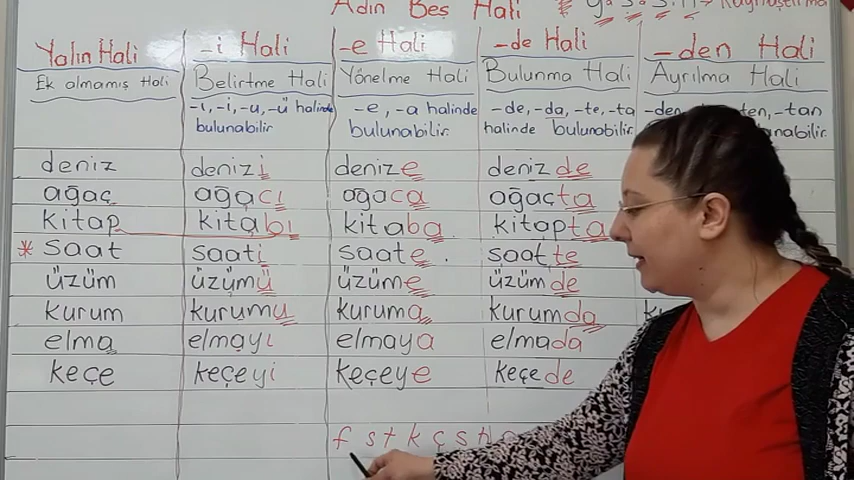 Adın Beş Hali * y. s. ş. n
Yalın Hali -i Hali -e Hali -de Hali -den Hali
Ek almamış Hali Belirtme Hali Yönelme Hali Bulunma Hali Ayrılma Hali
-ı, -i, -u, -ü halinde -e, -a halinde -de, -da, -te, -ta -den -tan
bulunabilir bulunabilir. halinde bulunabilir
deniz denizi denize denizde
ağaç ağacı ağaca ağaçta
kitap kitabı kitaba kitapta
* saat saati saate saatte
üzüm üzümü üzüme üzümde
kurum kurumu kuruma kurumda
elma elmayı elmaya elmada
keçe keçeyi keçeye keçede
f s t k ç ş h